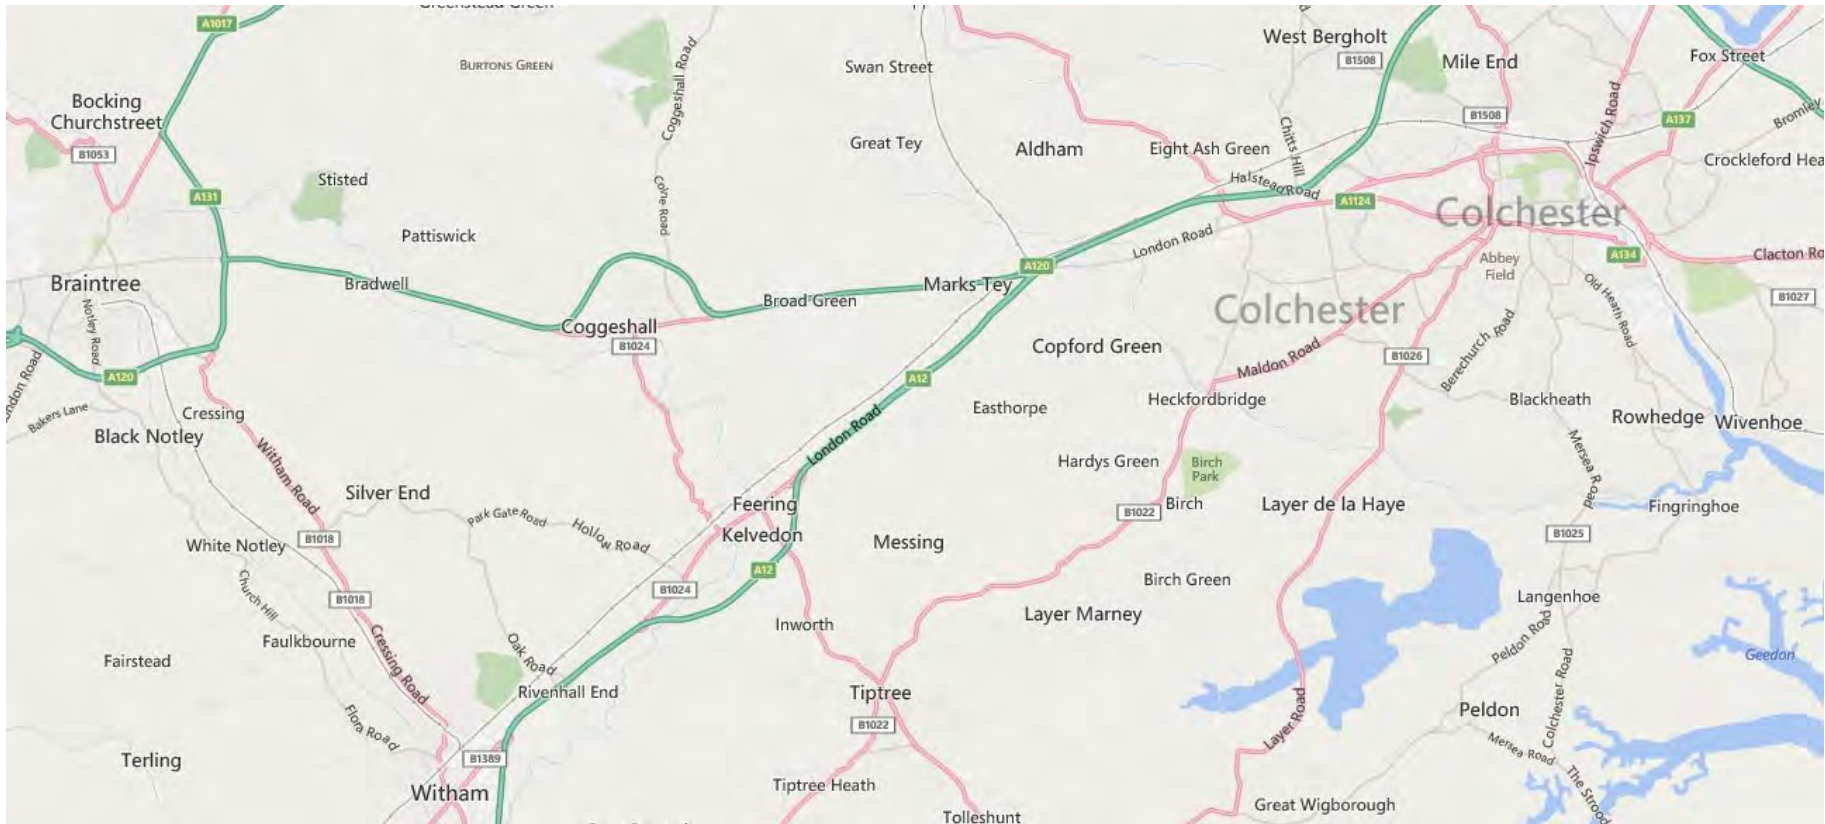 Greenstead Green
A1017
West Bergholt
B1508
Mile End
Fox Street
BURTONS GREEN
Coggeshall Road
Swan Street
Bocking
Churchstreet
B1053
Ipswich Road
B1508
A137
Bromley
Chitts Hill
Great Tey
Aldham
Eight Ash Green
Crockleford Hea
Stisted
A131
Colne Road
Halstead Road
A1124
Colchester
Pattiswick
London Road
A134
Clacton Ro
Abbey
Field
A120
Braintree
Bradwell
Marks Tey
Broad Green
Old Heath Road
B1027
Notley Road
Coggeshall
B1024
Colchester
Copford Green
Maldon Road
B1026
Berechurch Road
ondon Road
A120
A12
Bakers Lane
Cressing
Black Notley
London Road
Easthorpe
Heckfordbridge
Blackheath
Rowhedge
Wivenhoe
Witham Road
Hardys Green
Birch
Park
Mersea Road
Silver End
Park Gate Road
Hollow Road
Feering
Kelvedon
B1022
Birch
Layer de la Haye
Fingringhoe
White Notley
B1018
Messing
B1025
A12
B1024
Birch Green
Church Hill
B1018
Langenhoe
Inworth
Layer Marney
Faulkbourne
Cressing Road
Oak Road
Peldon Road
Fairstead
Geedon
Rivenhall End
Tiptree
Layer Road
Colchester Road
Flora Road
B1022
Peldon
Mersea Road
Terling
B1389
Witham
Tiptree Heath
The Strood
Great Wigborough
Tolleshunt